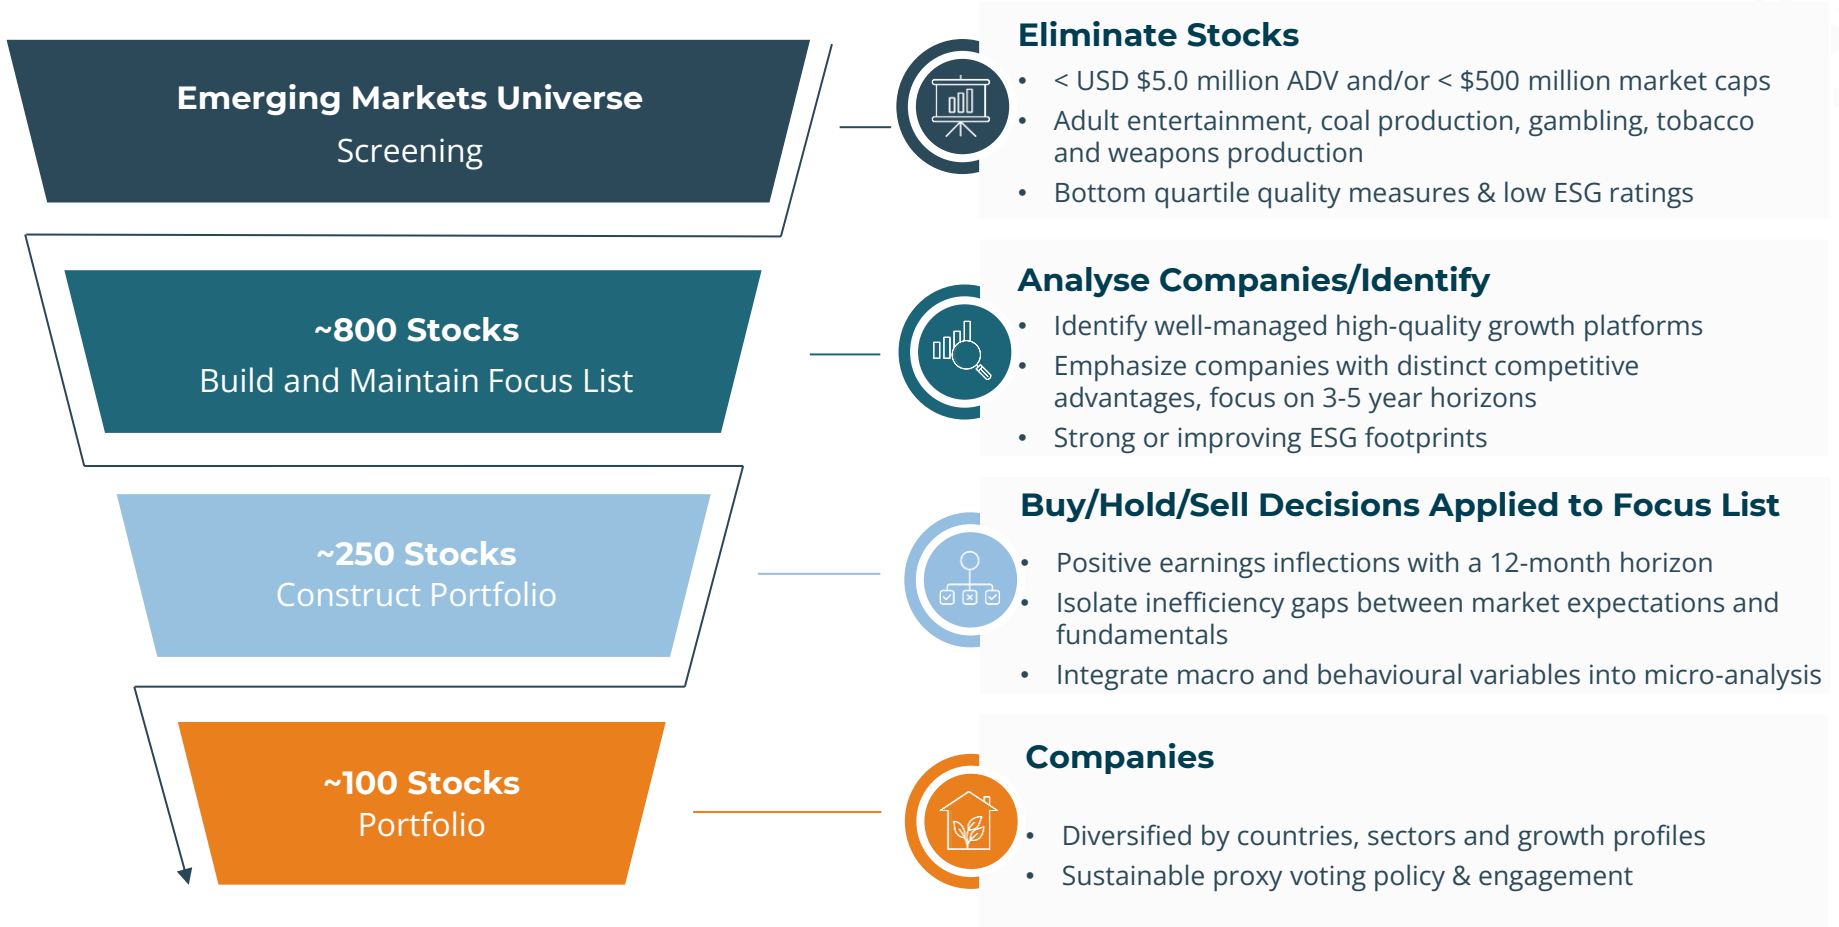 Emerging Markets Universe
Screening
Eliminate Stocks
• < USD $5.0 million ADV and/or < $500 million market caps
• Adult entertainment, coal production, gambling, tobacco
and weapons production
• Bottom quartile quality measures & low ESG ratings
~800 Stocks
Build and Maintain Focus List
Analyse Companies/Identify
• Identify well-managed high-quality growth platforms
• Emphasize companies with distinct competitive
advantages, focus on 3-5 year horizons
• Strong or improving ESG footprints
~250 Stocks
Construct Portfolio
Buy/Hold/Sell Decisions Applied to Focus List
• Positive earnings inflections with a 12-month horizon
• Isolate inefficiency gaps between market expectations and
fundamentals
• Integrate macro and behavioural variables into micro-analysis
~100 Stocks
Portfolio
Companies
• Diversified by countries, sectors and growth profiles
• Sustainable proxy voting policy & engagement